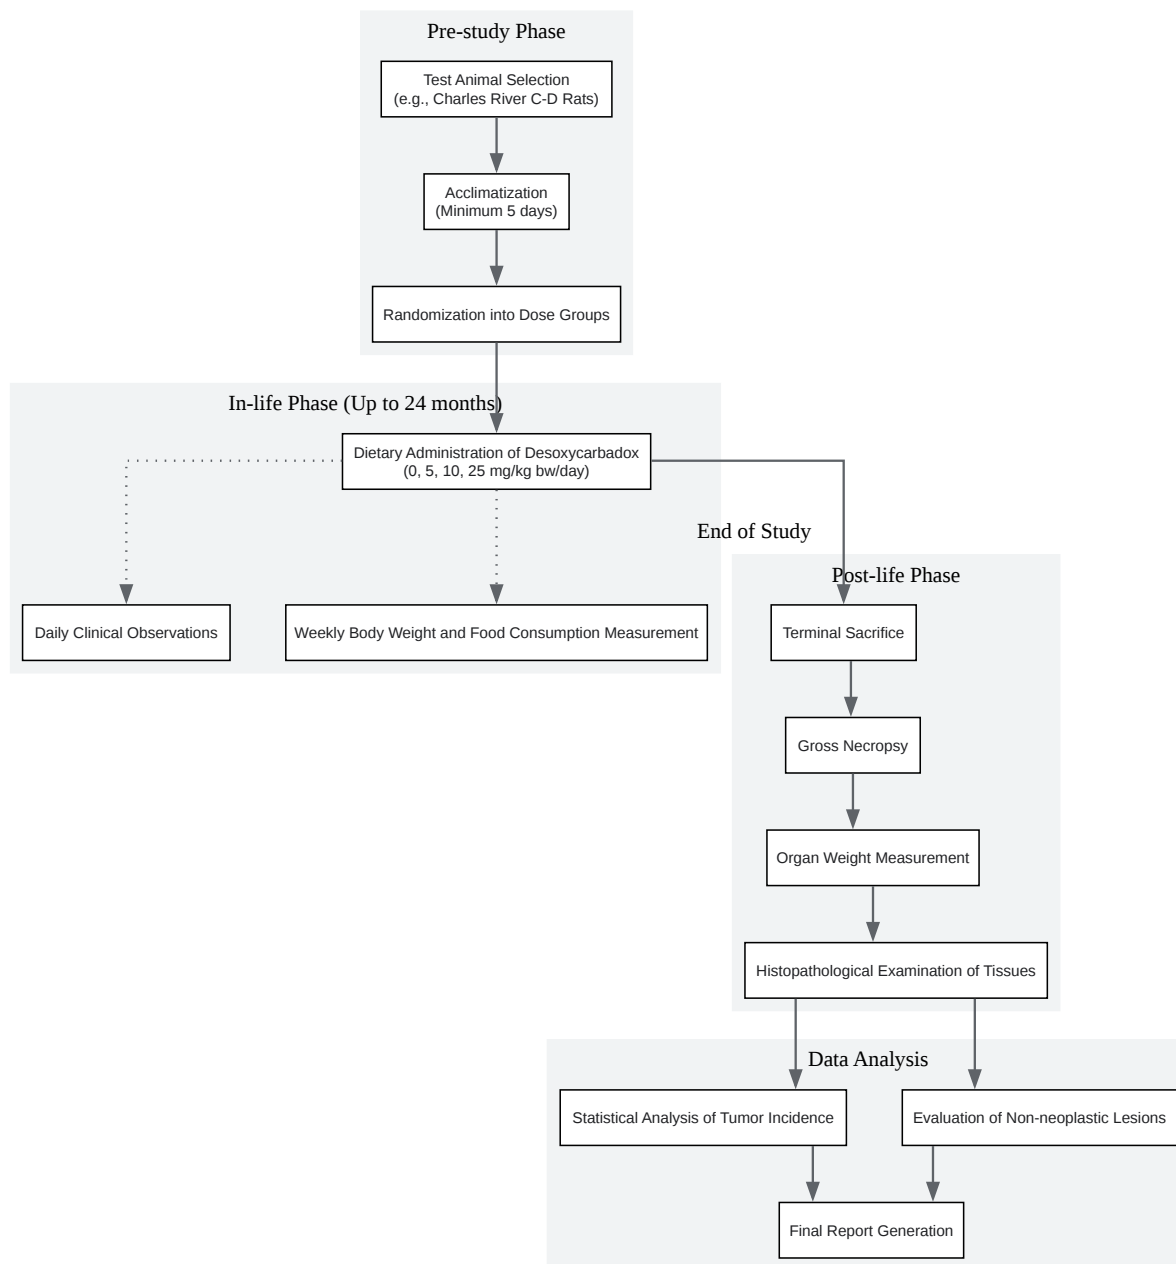 Pre-study Phase
Test Animal Selection
(e.g., Charles River C-D Rats)
Acclimatization
(Minimum 5 days)
Randomization into Dose Groups
In-life Phase (Up to 24 months)
Dietary Administration of Desoxycarbadox
(0, 5, 10, 25 mg/kg bw/day)
End of Study
Daily Clinical Observations
Weekly Body Weight and Food Consumption Measurement
Post-life Phase
Terminal Sacrifice
Gross Necropsy
Organ Weight Measurement
Histopathological Examination of Tissues
Data Analysis
Statistical Analysis of Tumor Incidence
Evaluation of Non-neoplastic Lesions
Final Report Generation